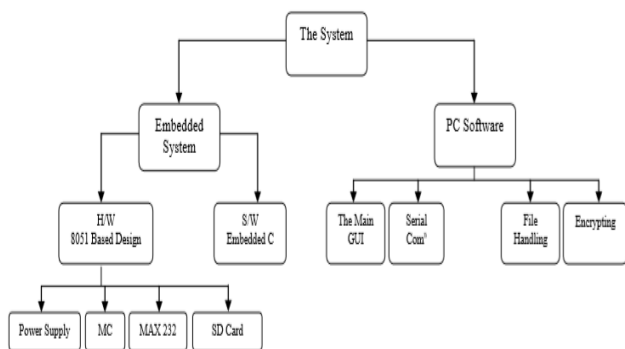 The System
Embedded
System
PC Software
H/W
8051 Based Design
S/W
Embedded C
The Main
GUI
Serial
Comⁿ
File
Handling
Encrypting
Power Supply
MC
MAX 232
SD Card